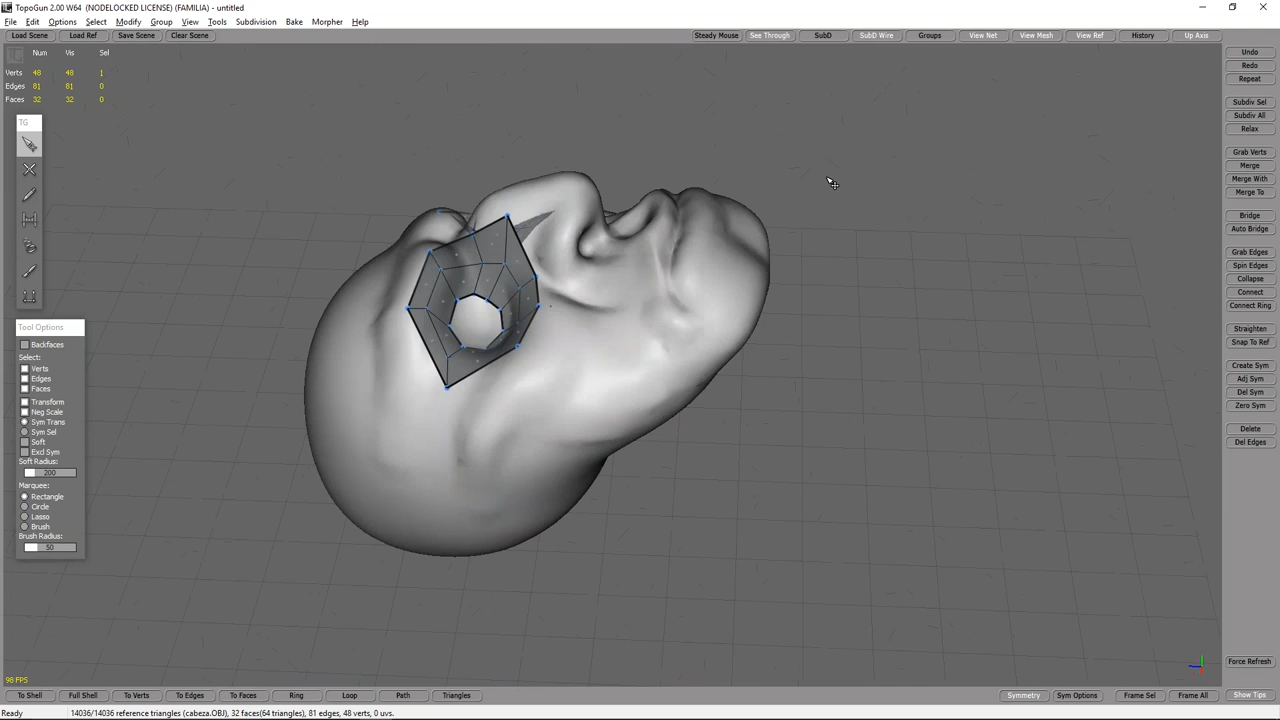 TopoGun 2.00 W64 (NODELOCKED LICENSE) (FAMILIA) - untitled
File Edit Options Select Modify Group View Tools Subdivision Bake Morpher Help
Load Scene Load Ref Save Scene Clear Scene Steady Mouse See Through SubD SubD Wire Groups View Net View Mesh View Ref History Up Axis
Num Vis Sel
Verts 48 48 1
Edges 81 81 0
Faces 32 32 0
TG
Tool Options
Backfaces
Select:
Verts
Edges
Faces
Transform
Neg Scale
Sym Trans
Sym Sel
Soft
Excl Sym
Soft Radius:
200
Marquee:
Rectangle
Circle
Lasso
Brush
Brush Radius:
50
Undo
Redo
Repeat
Subdiv Sel
Subdiv All
Relax
Grab Verts
Merge
Merge With
Merge To
Bridge
Auto Bridge
Grab Edges
Spin Edges
Collapse
Connect
Connect Ring
Straighten
Snap To Ref
Create Sym
Adj Sym
Del Sym
Zero Sym
Delete
Del Edges
Force Refresh
98 FPS
To Shell Full Shell To Verts To Edges To Faces Ring Loop Path Triangles Symmetry Sym Options Frame Sel Frame All Show Tips
Ready 14036/14036 reference triangles (cabeza.OBJ), 32 faces(64 triangles), 81 edges, 48 verts, 0 uvs.